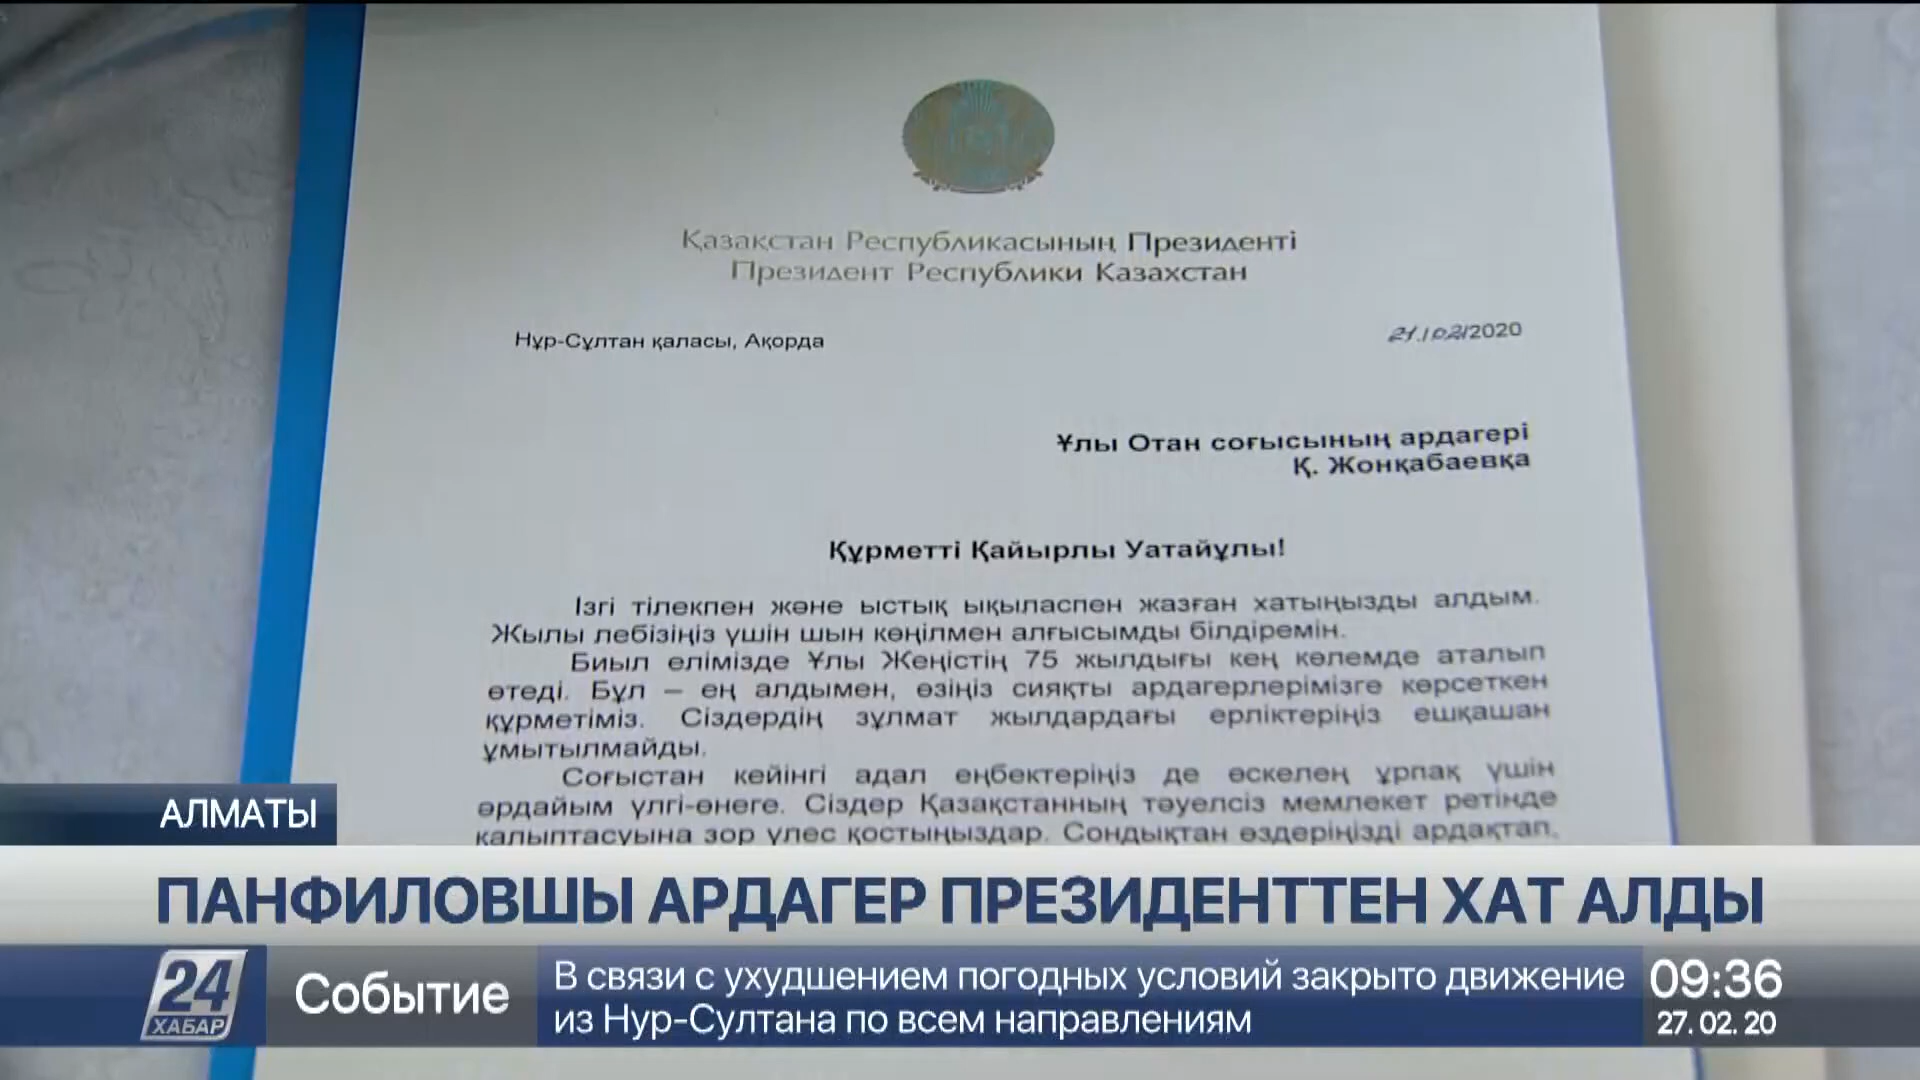 Қазақстан Республикасының Президенті
Президент Республики Казахстан
Нұр-Сұлтан қаласы, Ақорда
21.02.2020
Ұлы Отан соғысының ардагері
Қ. Жонқабаевқа
Құрметті Қайырлы Уатайұлы!
Ізгі тілекпен және ыстық ықыласпен жазған хатыңызды алдым.
Жылы лебізіңіз үшін шын көңілмен алғысымды білдіремін.
Биыл елімізде Ұлы Жеңістің 75 жылдығы кең көлемде аталып
өтеді. Бұл – ең алдымен, өзіңіз сияқты ардагерлерімізге көрсеткен
құрметіміз. Сіздердің зұлмат жылдардағы ерліктеріңіз ешқашан
ұмытылмайды.
Соғыстан кейінгі адал еңбектеріңіз де өскелең ұрпақ үшін
әрдайым үлгі-өнеге. Сіздер Қазақстанның тәуелсіз мемлекет ретінде
қалыптасуына зор үлес қостыңыздар. Сондықтан өздеріңізді ардақтап,
АЛМАТЫ
ПАНФИЛОВШЫ АРДАГЕР ПРЕЗИДЕНТТЕН ХАТ АЛДЫ
24
ХАБАР
Событие
В связи с ухудшением погодных условий закрыто движение
из Нур-Султана по всем направлениям
09:36
27. 02. 20